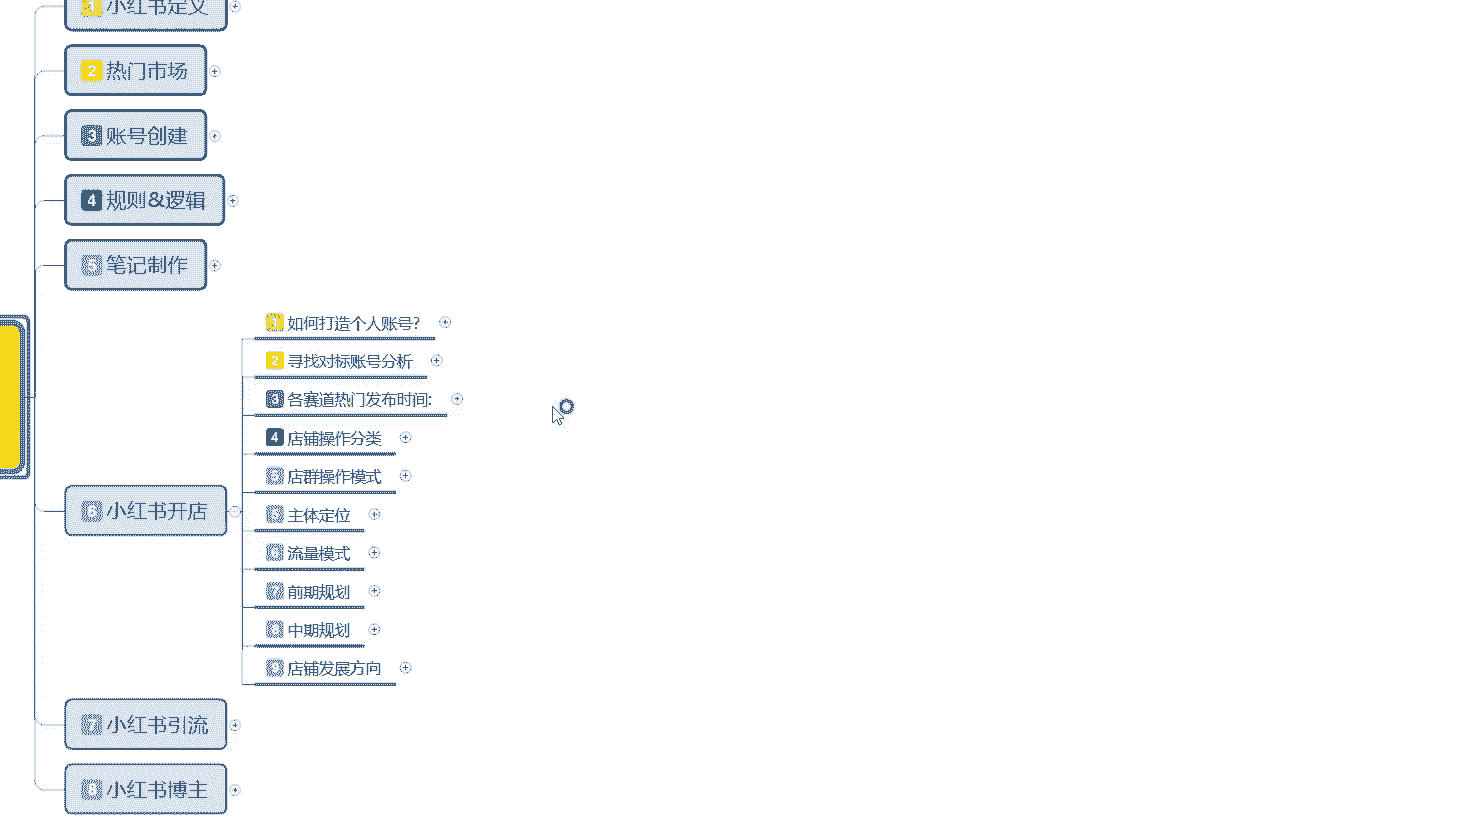 1 小红书定义
2 热门市场
3 账号创建
4 规则&逻辑
5 笔记制作
6 小红书开店
1 如何打造个人账号?
2 寻找对标账号分析
3 各赛道热门发布时间:
4 店铺操作分类
5 店群操作模式
5 主体定位
6 流量模式
7 前期规划
8 中期规划
9 店铺发展方向
7 小红书引流
8 小红书博主